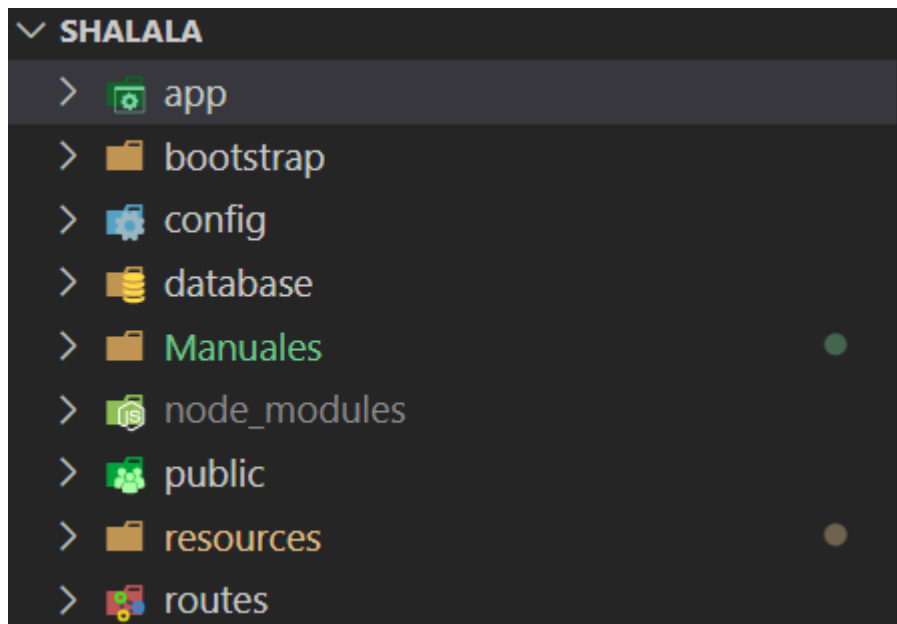 SHALALA
app
bootstrap
config
database
Manuales
node_modules
public
resources
routes